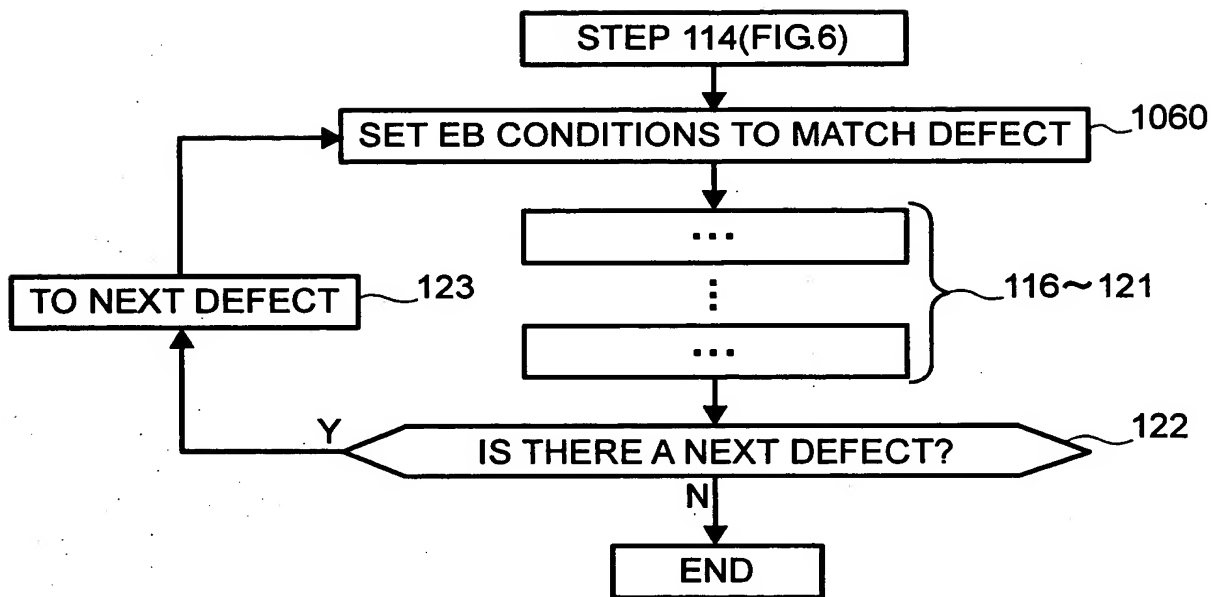 STEP 114(FIG.6)
SET EB CONDITIONS TO MATCH DEFECT
1060
...
⋮
...
116~121
TO NEXT DEFECT
123
Y
IS THERE A NEXT DEFECT?
122
N
END